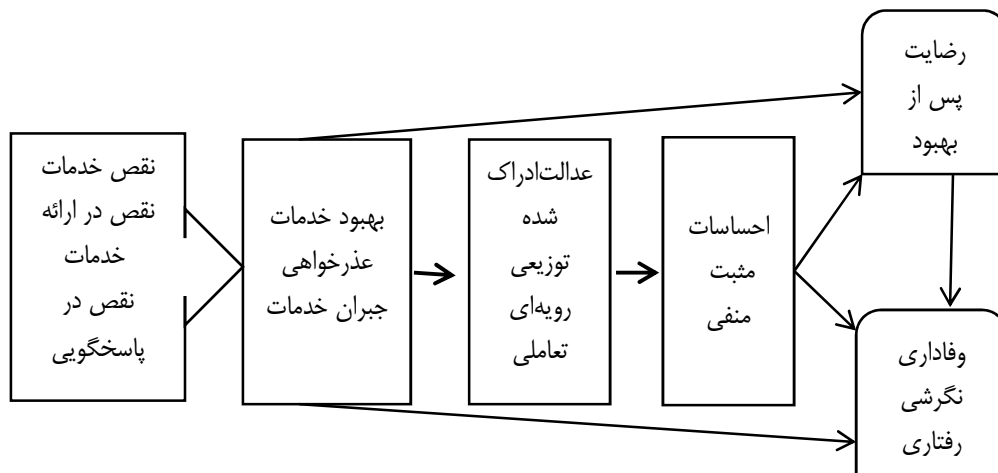 رضایت
پس از
بهبود
نقص خدمات
نقص در ارائه
خدمات
نقص در
پاسخگویی
بهبود خدمات
عذرخواهی
جبران خدمات
عدالت‌ادراک
شده
توزیعی
رویه‌ای
تعاملی
احساسات
مثبت
منفی
وفاداری
نگرشی
رفتاری